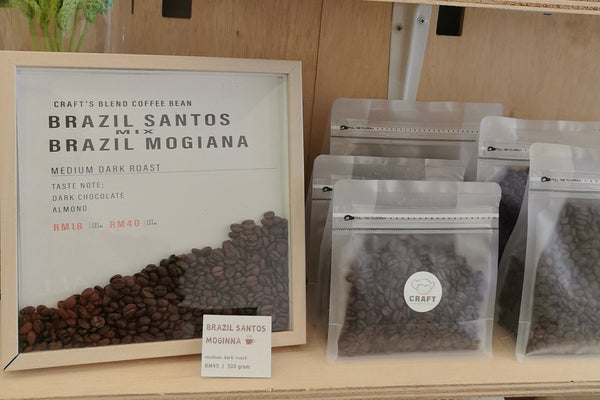 CRAFT'S BLEND COFFEE BEAN
BRAZIL SANTOS
MIX
BRAZIL MOGIANA
MEDIUM DARK ROAST
TASTE NOTE:
DARK CHOCOLATE
ALMOND
RM18 RM40
BRAZIL SANTOS
MOGINNA
medium dark roast
RM45 / 500 gram
CRAFT